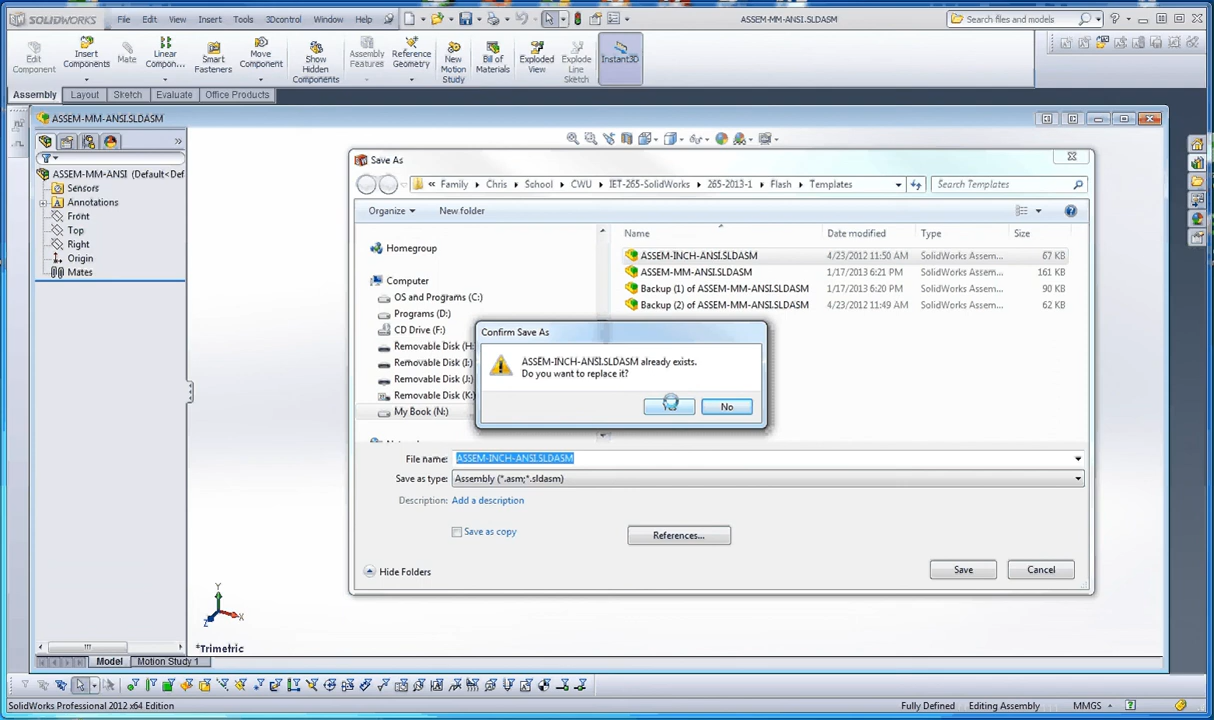 SOLIDWORKS File Edit View Insert Tools 3Dcontrol Window Help ASSEM-MM-ANSI.SLDASM Search files and models
Edit Component
Insert Components
Mate
Linear Compon...
Smart Fasteners
Move Component
Show Hidden Components
Assembly Features
Reference Geometry
New Motion Study
Bill of Materials
Exploded View
Explode Line Sketch
Instant3D
Assembly Layout Sketch Evaluate Office Products
ASSEM-MM-ANSI.SLDASM
ASSEM-MM-ANSI (Default<Def
Sensors
Annotations
Front
Top
Right
Origin
Mates
Save As
« Family Chris School CWU IET-265-SolidWorks 265-2013-1 Flash Templates Search Templates
Organize New folder
Homegroup
Computer
OS and Programs (C:)
Programs (D:)
CD Drive (F:)
Removable Disk (H:
Removable Disk (I:)
Removable Disk (J:)
Removable Disk (K:)
My Book (N:)
Name Date modified Type Size
ASSEM-INCH-ANSI.SLDASM 4/23/2012 11:50 AM SolidWorks Assem... 67 KB
ASSEM-MM-ANSI.SLDASM 1/17/2013 6:21 PM SolidWorks Assem... 161 KB
Backup (1) of ASSEM-MM-ANSI.SLDASM 1/17/2013 6:20 PM SolidWorks Assem... 90 KB
Backup (2) of ASSEM-MM-ANSI.SLDASM 4/23/2012 11:49 AM SolidWorks Assem... 62 KB
Confirm Save As
ASSEM-INCH-ANSI.SLDASM already exists.
Do you want to replace it?
No
File name: ASSEM-INCH-ANSI.SLDASM
Save as type: Assembly (*.asm;*.sldasm)
Description: Add a description
Save as copy References...
Hide Folders Save Cancel
Y
X
Z
*Trimetric
Model Motion Study 1
SolidWorks Professional 2012 x64 Edition Fully Defined Editing Assembly MMGS